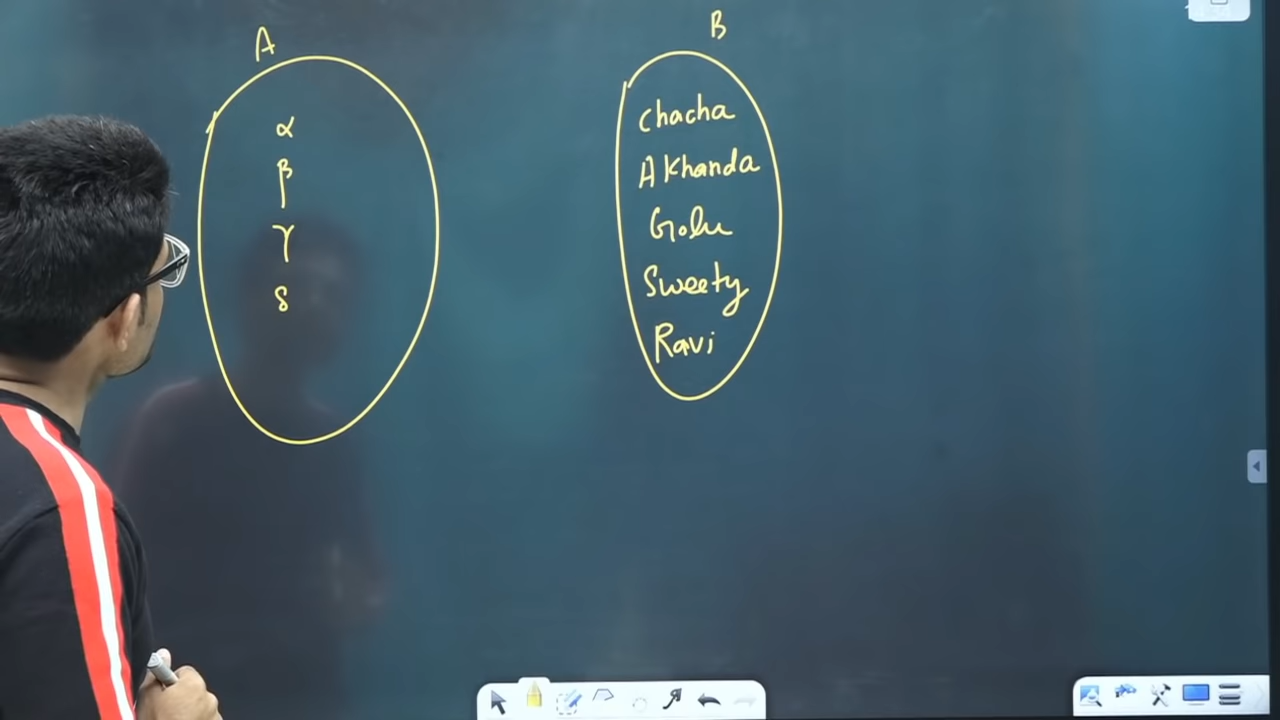 A
α
β
γ
δ
B
Chacha
AKhanda
Golu
Sweety
Ravi